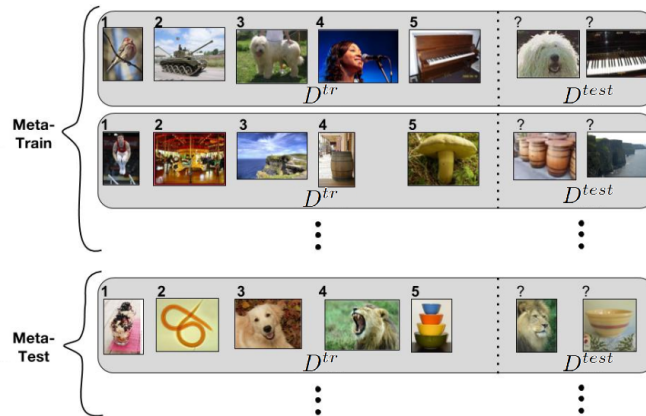 1 2 3 4 5 ? ?
D^{tr} D^{test}
Meta-
Train
1 2 3 4 5 ? ?
D^{tr} D^{test}
1 2 3 4 5 ? ?
Meta-
Test
D^{tr} D^{test}